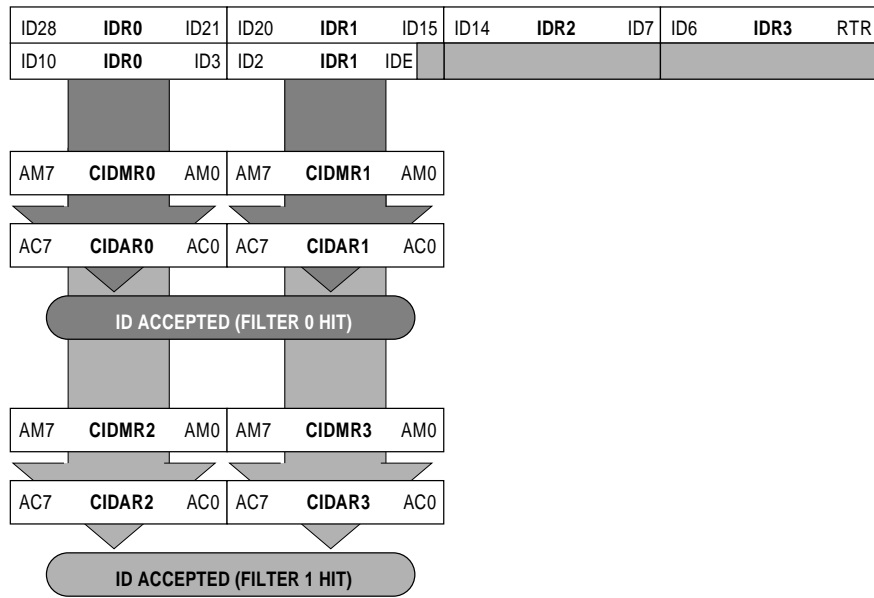 ID28 IDR0 ID21 ID20 IDR1 ID15 ID14 IDR2 ID7 ID6 IDR3 RTR
ID10 IDR0 ID3 ID2 IDR1 IDE
AM7 CIDMR0 AM0 AM7 CIDMR1 AM0
AC7 CIDAR0 AC0 AC7 CIDAR1 AC0
ID ACCEPTED (FILTER 0 HIT)
AM7 CIDMR2 AM0 AM7 CIDMR3 AM0
AC7 CIDAR2 AC0 AC7 CIDAR3 AC0
ID ACCEPTED (FILTER 1 HIT)